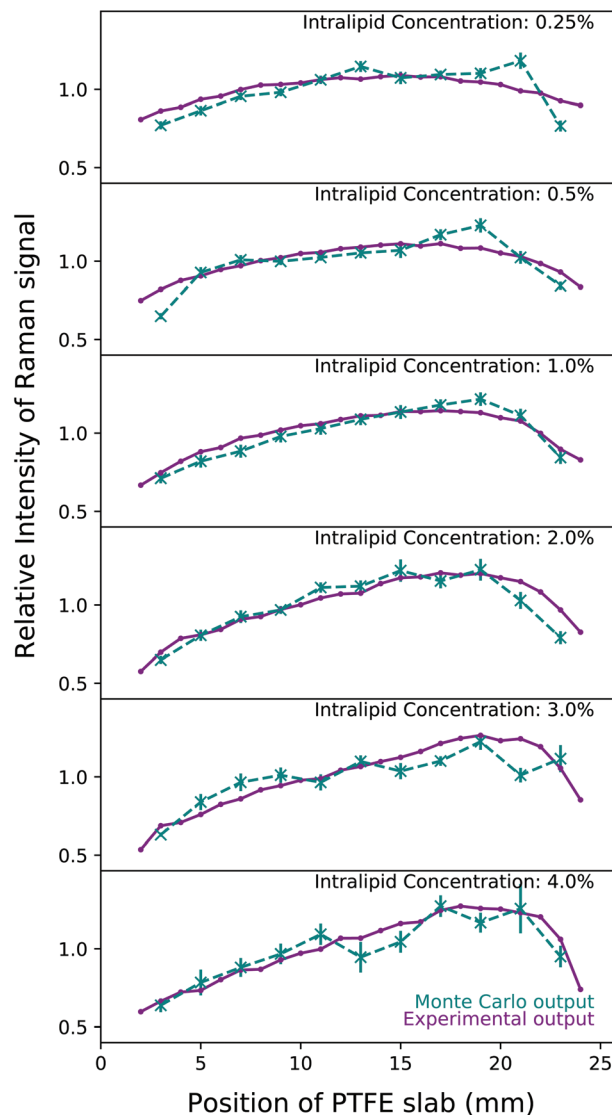 Intralipid Concentration: 0.25%
1.0
0.5
Intralipid Concentration: 0.5%
1.0
0.5
Intralipid Concentration: 1.0%
1.0
0.5
Intralipid Concentration: 2.0%
1.0
0.5
Intralipid Concentration: 3.0%
1.0
0.5
Intralipid Concentration: 4.0%
1.0
0.5
Monte Carlo output
Experimental output
0 5 10 15 20 25
Position of PTFE slab (mm)
Relative Intensity of Raman signal